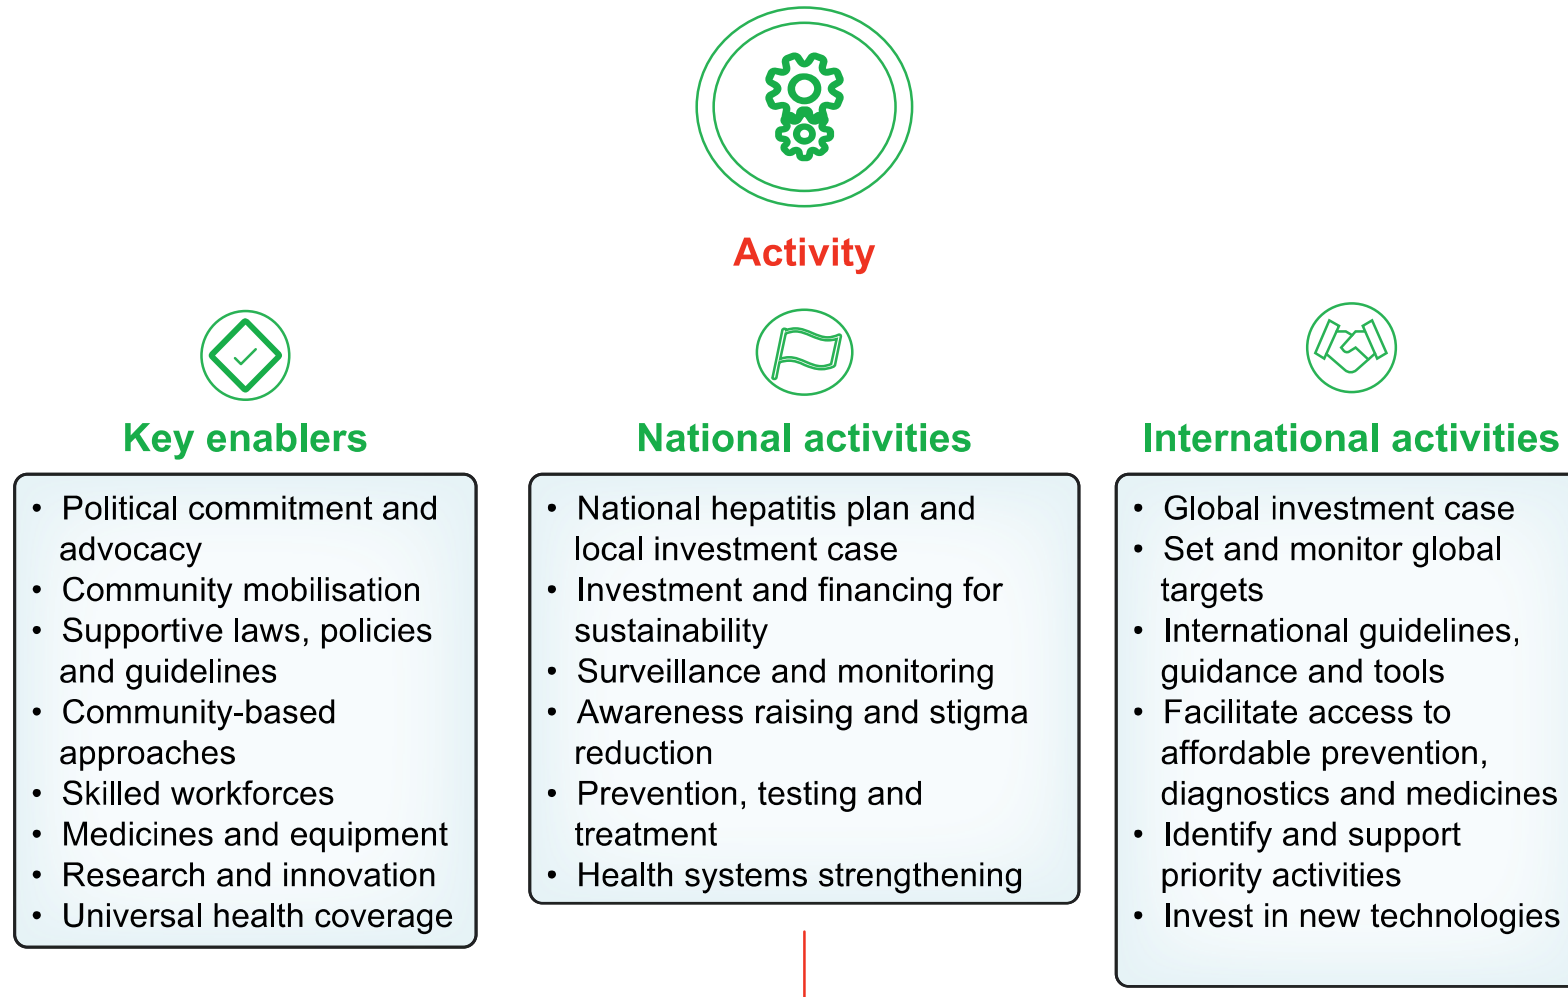 Activity
Key enablers
• Political commitment and
advocacy
• Community mobilisation
• Supportive laws, policies
and guidelines
• Community-based
approaches
• Skilled workforces
• Medicines and equipment
• Research and innovation
• Universal health coverage
National activities
• National hepatitis plan and
local investment case
• Investment and financing for
sustainability
• Surveillance and monitoring
• Awareness raising and stigma
reduction
• Prevention, testing and
treatment
• Health systems strengthening
International activities
• Global investment case
• Set and monitor global
targets
• International guidelines,
guidance and tools
• Facilitate access to
affordable prevention,
diagnostics and medicines
• Identify and support
priority activities
• Invest in new technologies